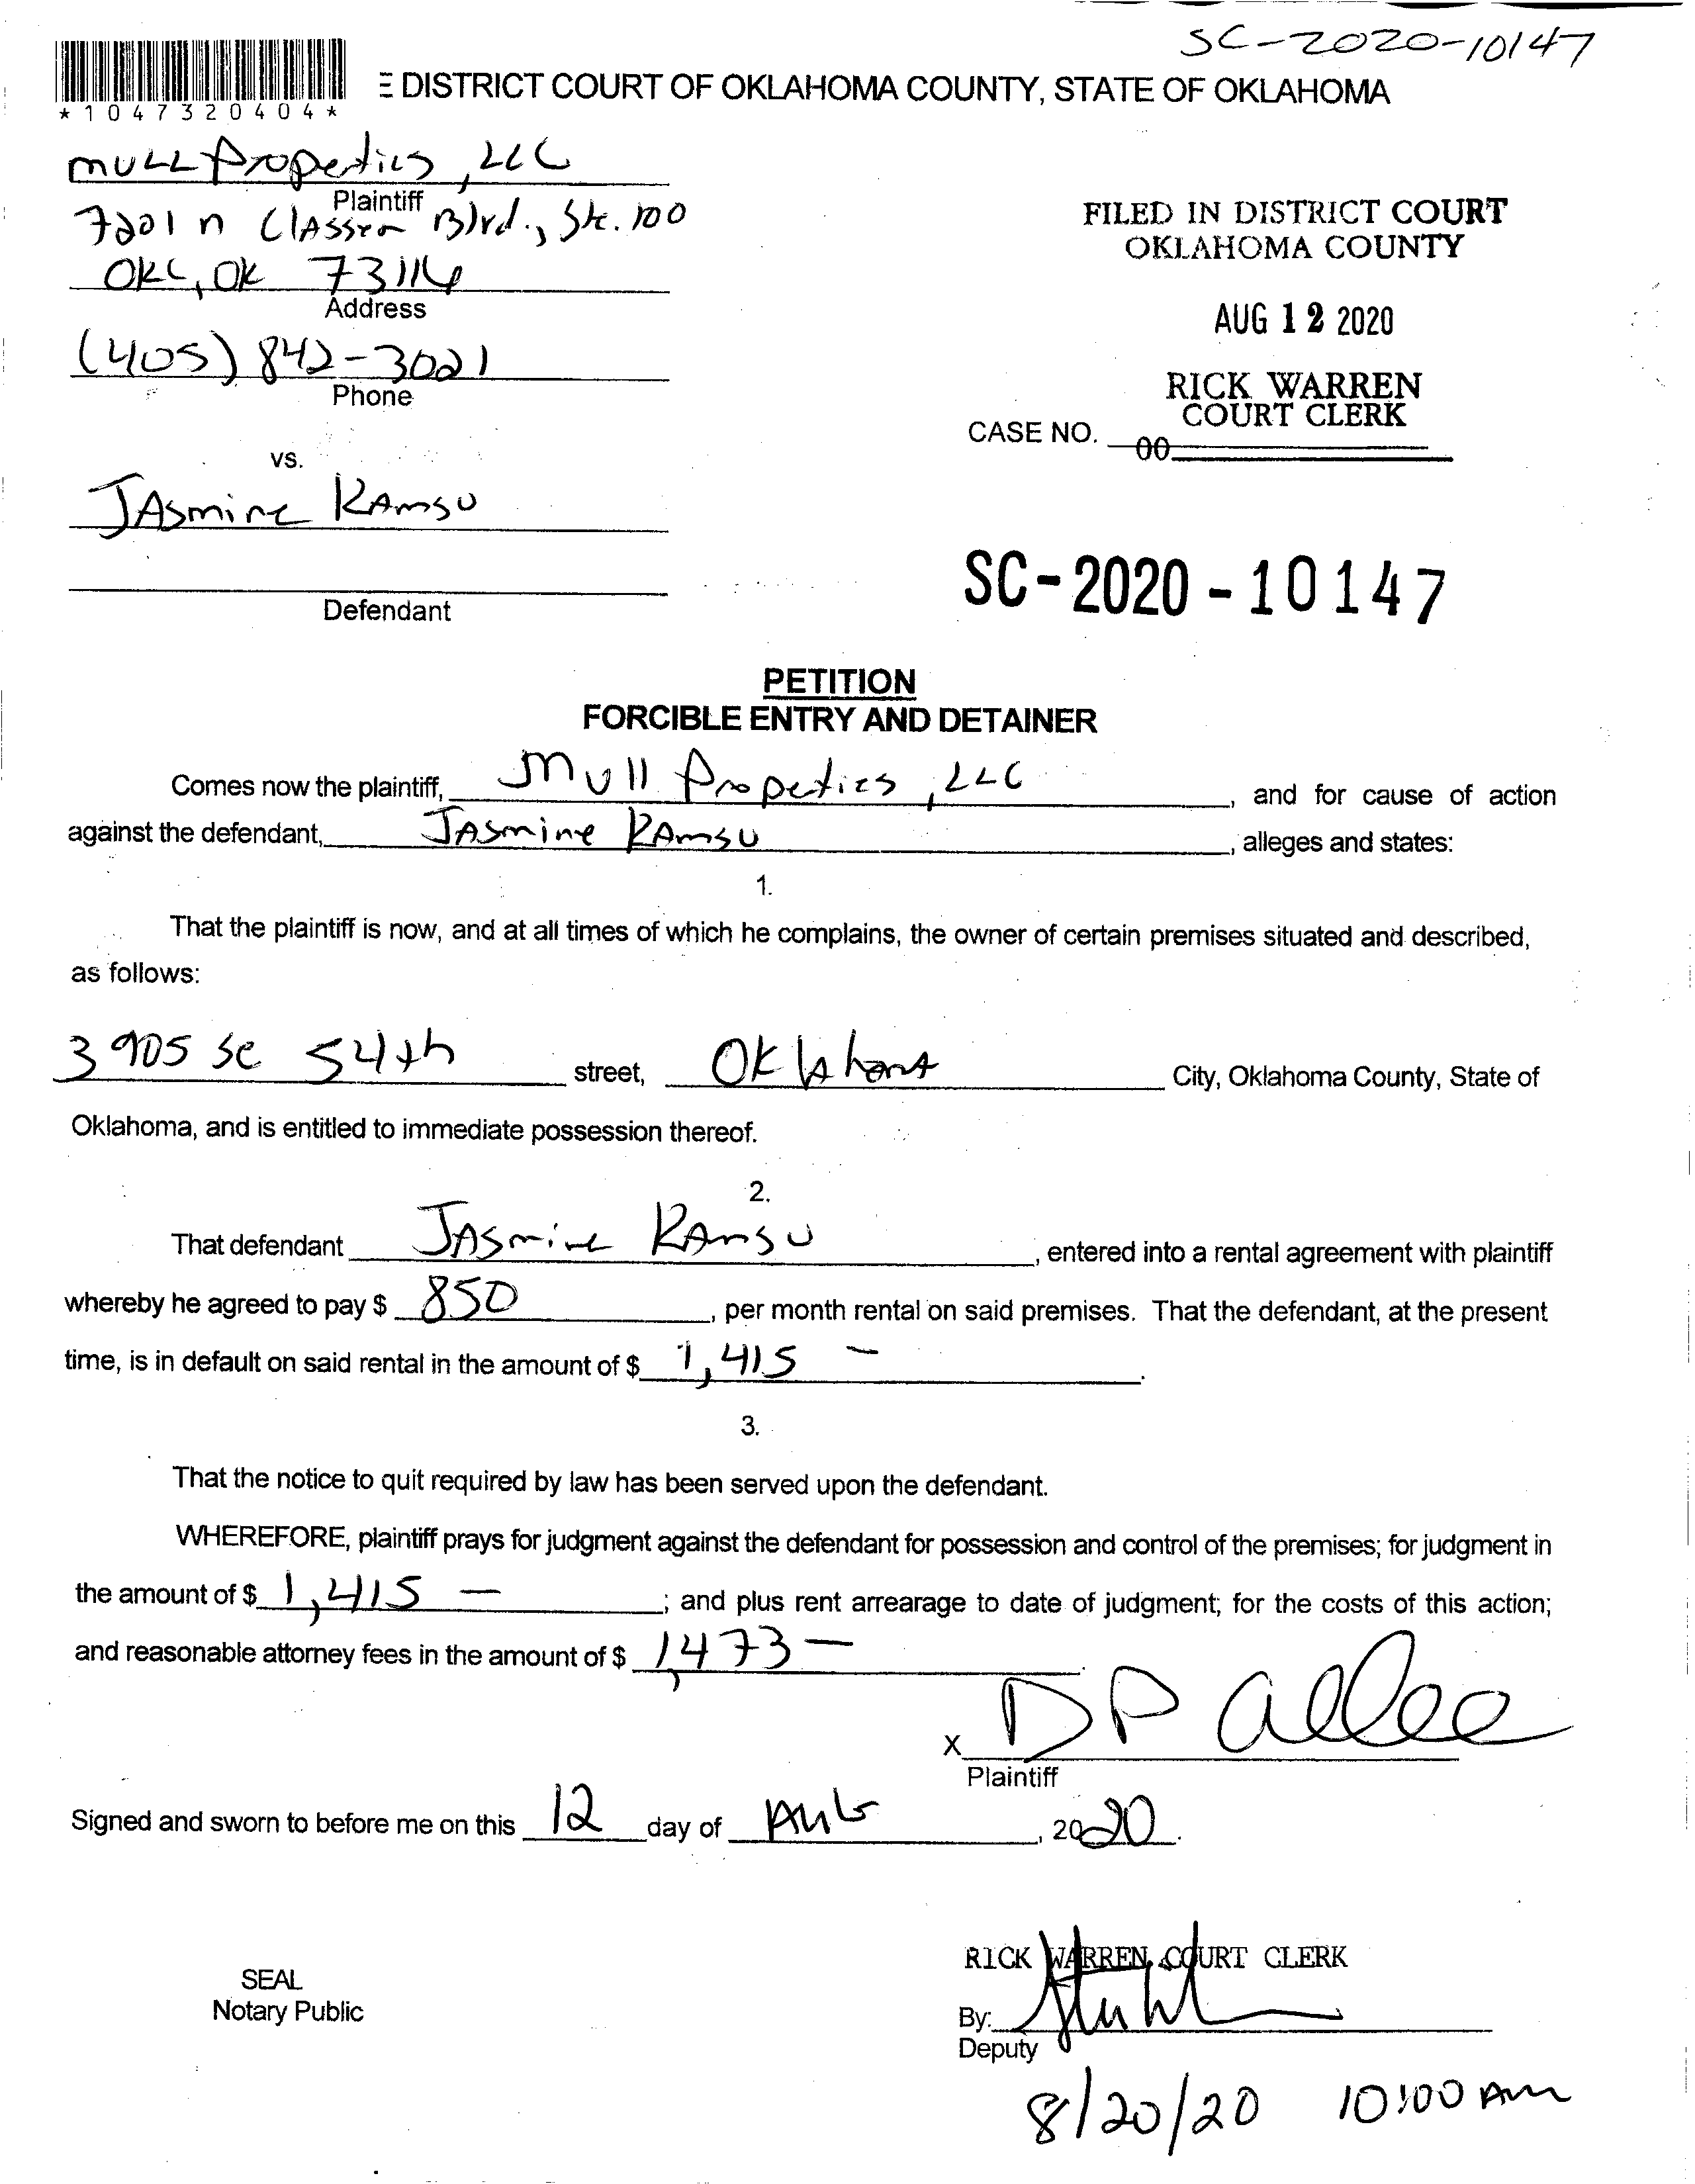 SC-2020-10147
*1047320404*
E DISTRICT COURT OF OKLAHOMA COUNTY, STATE OF OKLAHOMA
MULL Properties, LLC
Plaintiff
7201 N Classen Blvd., Ste. 100
OKC, OK 73116
Address
(405) 842-3021
Phone
FILED IN DISTRICT COURT
OKLAHOMA COUNTY
AUG 12 2020
RICK WARREN
COURT CLERK
CASE NO.
vs.
JAsmine RAmsu
Defendant
SC-2020-10147
PETITION
FORCIBLE ENTRY AND DETAINER
Comes now the plaintiff, Mull Properties, LLC, and for cause of action
against the defendant, JAsmine RAmsu, alleges and states:
1.
That the plaintiff is now, and at all times of which he complains, the owner of certain premises situated and described,
as follows:
3905 SE 54th street, Oklahoma City, Oklahoma County, State of
Oklahoma, and is entitled to immediate possession thereof.
2.
That defendant JAsmine RAmsu, entered into a rental agreement with plaintiff
whereby he agreed to pay $ 850, per month rental on said premises. That the defendant, at the present
time, is in default on said rental in the amount of $ 1,415 -.
3.
That the notice to quit required by law has been served upon the defendant.
WHEREFORE, plaintiff prays for judgment against the defendant for possession and control of the premises; for judgment in
the amount of $ 1,415 -; and plus rent arrearage to date of judgment; for the costs of this action;
and reasonable attorney fees in the amount of $ 1,473 -.
X DP Allee
Plaintiff
Signed and sworn to before me on this 12 day of AUG, 2020.
SEAL
Notary Public
RICK WARREN, COURT CLERK
By:
Deputy
8/20/20 10:00 AM